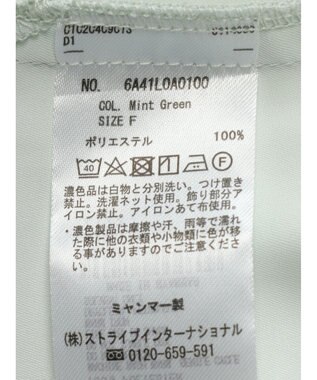 C1C2C4C9C13
D1
NO. 6A41L0A0100
COL. Mint Green
SIZE F
ポリエステル 100%
40
F
濃色品は白物と分別洗い。つけ置き
禁止。洗濯ネット使用。飾り部分ア
イロン禁止。アイロンあて布使用。
・濃色製品は摩擦や汗、雨等で濡れ
た際に他の衣類や小物類に色が移
る事がありますのでご注意くださ
い。
ミャンマー製
(株)ストライプインターナショナル
0120-659-591